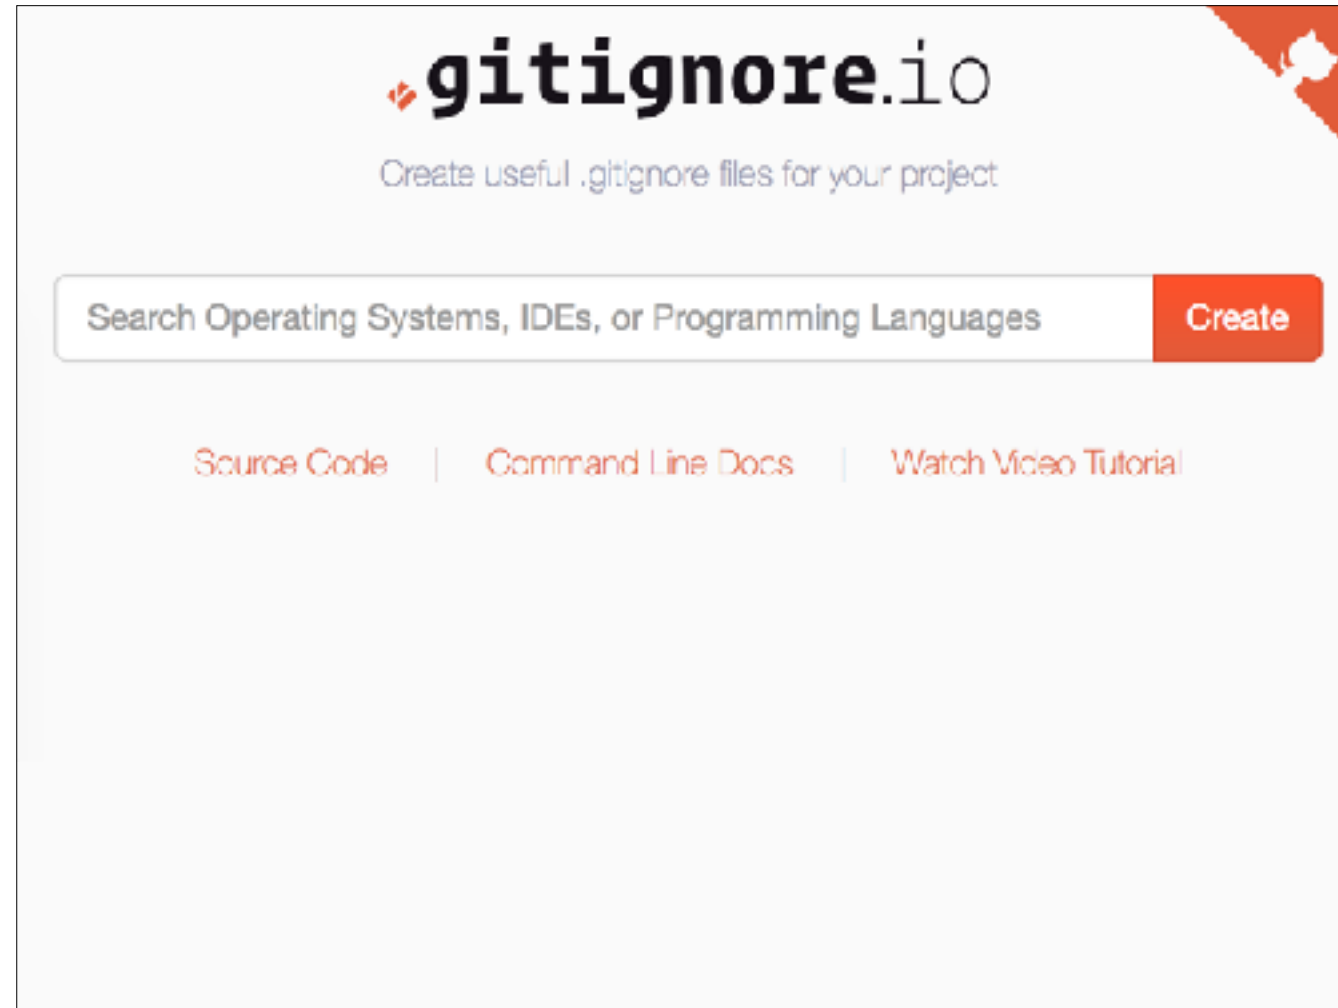 .gitignore.io
Create useful .gitignore files for your project
Search Operating Systems, IDEs, or Programming Languages
Create
Source Code | Command Line Docs | Watch Video Tutorial